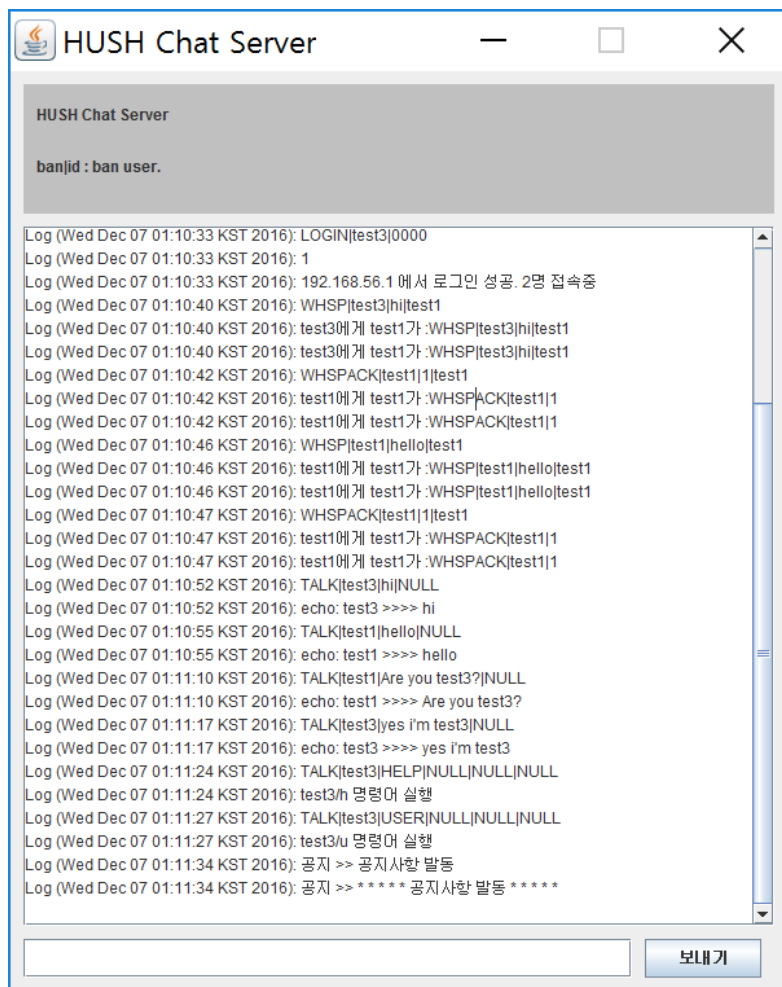 HUSH Chat Server
HUSH Chat Server
ban|id : ban user.
Log (Wed Dec 07 01:10:33 KST 2016): LOGIN|test3|0000
Log (Wed Dec 07 01:10:33 KST 2016): 1
Log (Wed Dec 07 01:10:33 KST 2016): 192.168.56.1 에서 로그인 성공. 2명 접속중
Log (Wed Dec 07 01:10:40 KST 2016): WHSP|test3|hi|test1
Log (Wed Dec 07 01:10:40 KST 2016): test3에게 test1가 :WHSP|test3|hi|test1
Log (Wed Dec 07 01:10:40 KST 2016): test3에게 test1가 :WHSP|test3|hi|test1
Log (Wed Dec 07 01:10:42 KST 2016): WHSPACK|test1|1|test1
Log (Wed Dec 07 01:10:42 KST 2016): test1에게 test1가 :WHSPACK|test1|1
Log (Wed Dec 07 01:10:42 KST 2016): test1에게 test1가 :WHSPACK|test1|1
Log (Wed Dec 07 01:10:46 KST 2016): WHSP|test1|hello|test1
Log (Wed Dec 07 01:10:46 KST 2016): test1에게 test1가 :WHSP|test1|hello|test1
Log (Wed Dec 07 01:10:46 KST 2016): test1에게 test1가 :WHSP|test1|hello|test1
Log (Wed Dec 07 01:10:47 KST 2016): WHSPACK|test1|1|test1
Log (Wed Dec 07 01:10:47 KST 2016): test1에게 test1가 :WHSPACK|test1|1
Log (Wed Dec 07 01:10:47 KST 2016): test1에게 test1가 :WHSPACK|test1|1
Log (Wed Dec 07 01:10:52 KST 2016): TALK|test3|hi|NULL
Log (Wed Dec 07 01:10:52 KST 2016): echo: test3 >>>> hi
Log (Wed Dec 07 01:10:55 KST 2016): TALK|test1|hello|NULL
Log (Wed Dec 07 01:10:55 KST 2016): echo: test1 >>>> hello
Log (Wed Dec 07 01:11:10 KST 2016): TALK|test1|Are you test3?|NULL
Log (Wed Dec 07 01:11:10 KST 2016): echo: test1 >>>> Are you test3?
Log (Wed Dec 07 01:11:17 KST 2016): TALK|test3|yes i'm test3|NULL
Log (Wed Dec 07 01:11:17 KST 2016): echo: test3 >>>> yes i'm test3
Log (Wed Dec 07 01:11:24 KST 2016): TALK|test3|HELP|NULL|NULL|NULL
Log (Wed Dec 07 01:11:24 KST 2016): test3/h 명령어 실행
Log (Wed Dec 07 01:11:27 KST 2016): TALK|test3|USER|NULL|NULL|NULL
Log (Wed Dec 07 01:11:27 KST 2016): test3/u 명령어 실행
Log (Wed Dec 07 01:11:34 KST 2016): 공지 >> 공지사항 발동
Log (Wed Dec 07 01:11:34 KST 2016): 공지 >> * * * * * 공지사항 발동 * * * * *
보내기